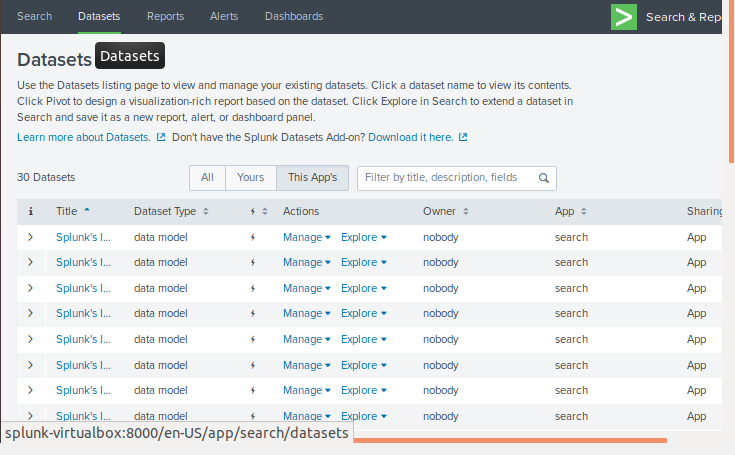 Search Datasets Reports Alerts Dashboards > Search & Rep
Datasets Datasets
Use the Datasets listing page to view and manage your existing datasets. Click a dataset name to view its contents.
Click Pivot to design a visualization-rich report based on the dataset. Click Explore in Search to extend a dataset in
Search and save it as a new report, alert, or dashboard panel.
Learn more about Datasets. Don't have the Splunk Datasets Add-on? Download it here.
30 Datasets All Yours This App's Filter by title, description, fields
i Title Dataset Type Actions Owner App Sharing
> Splunk's I... data model Manage Explore nobody search App
> Splunk's I... data model Manage Explore nobody search App
> Splunk's I... data model Manage Explore nobody search App
> Splunk's I... data model Manage Explore nobody search App
> Splunk's I... data model Manage Explore nobody search App
> Splunk's I... data model Manage Explore nobody search App
> Splunk's I... data model Manage Explore nobody search App
> Splunk's I... data model Manage Explore nobody search App
splunk-virtualbox:8000/en-US/app/search/datasets